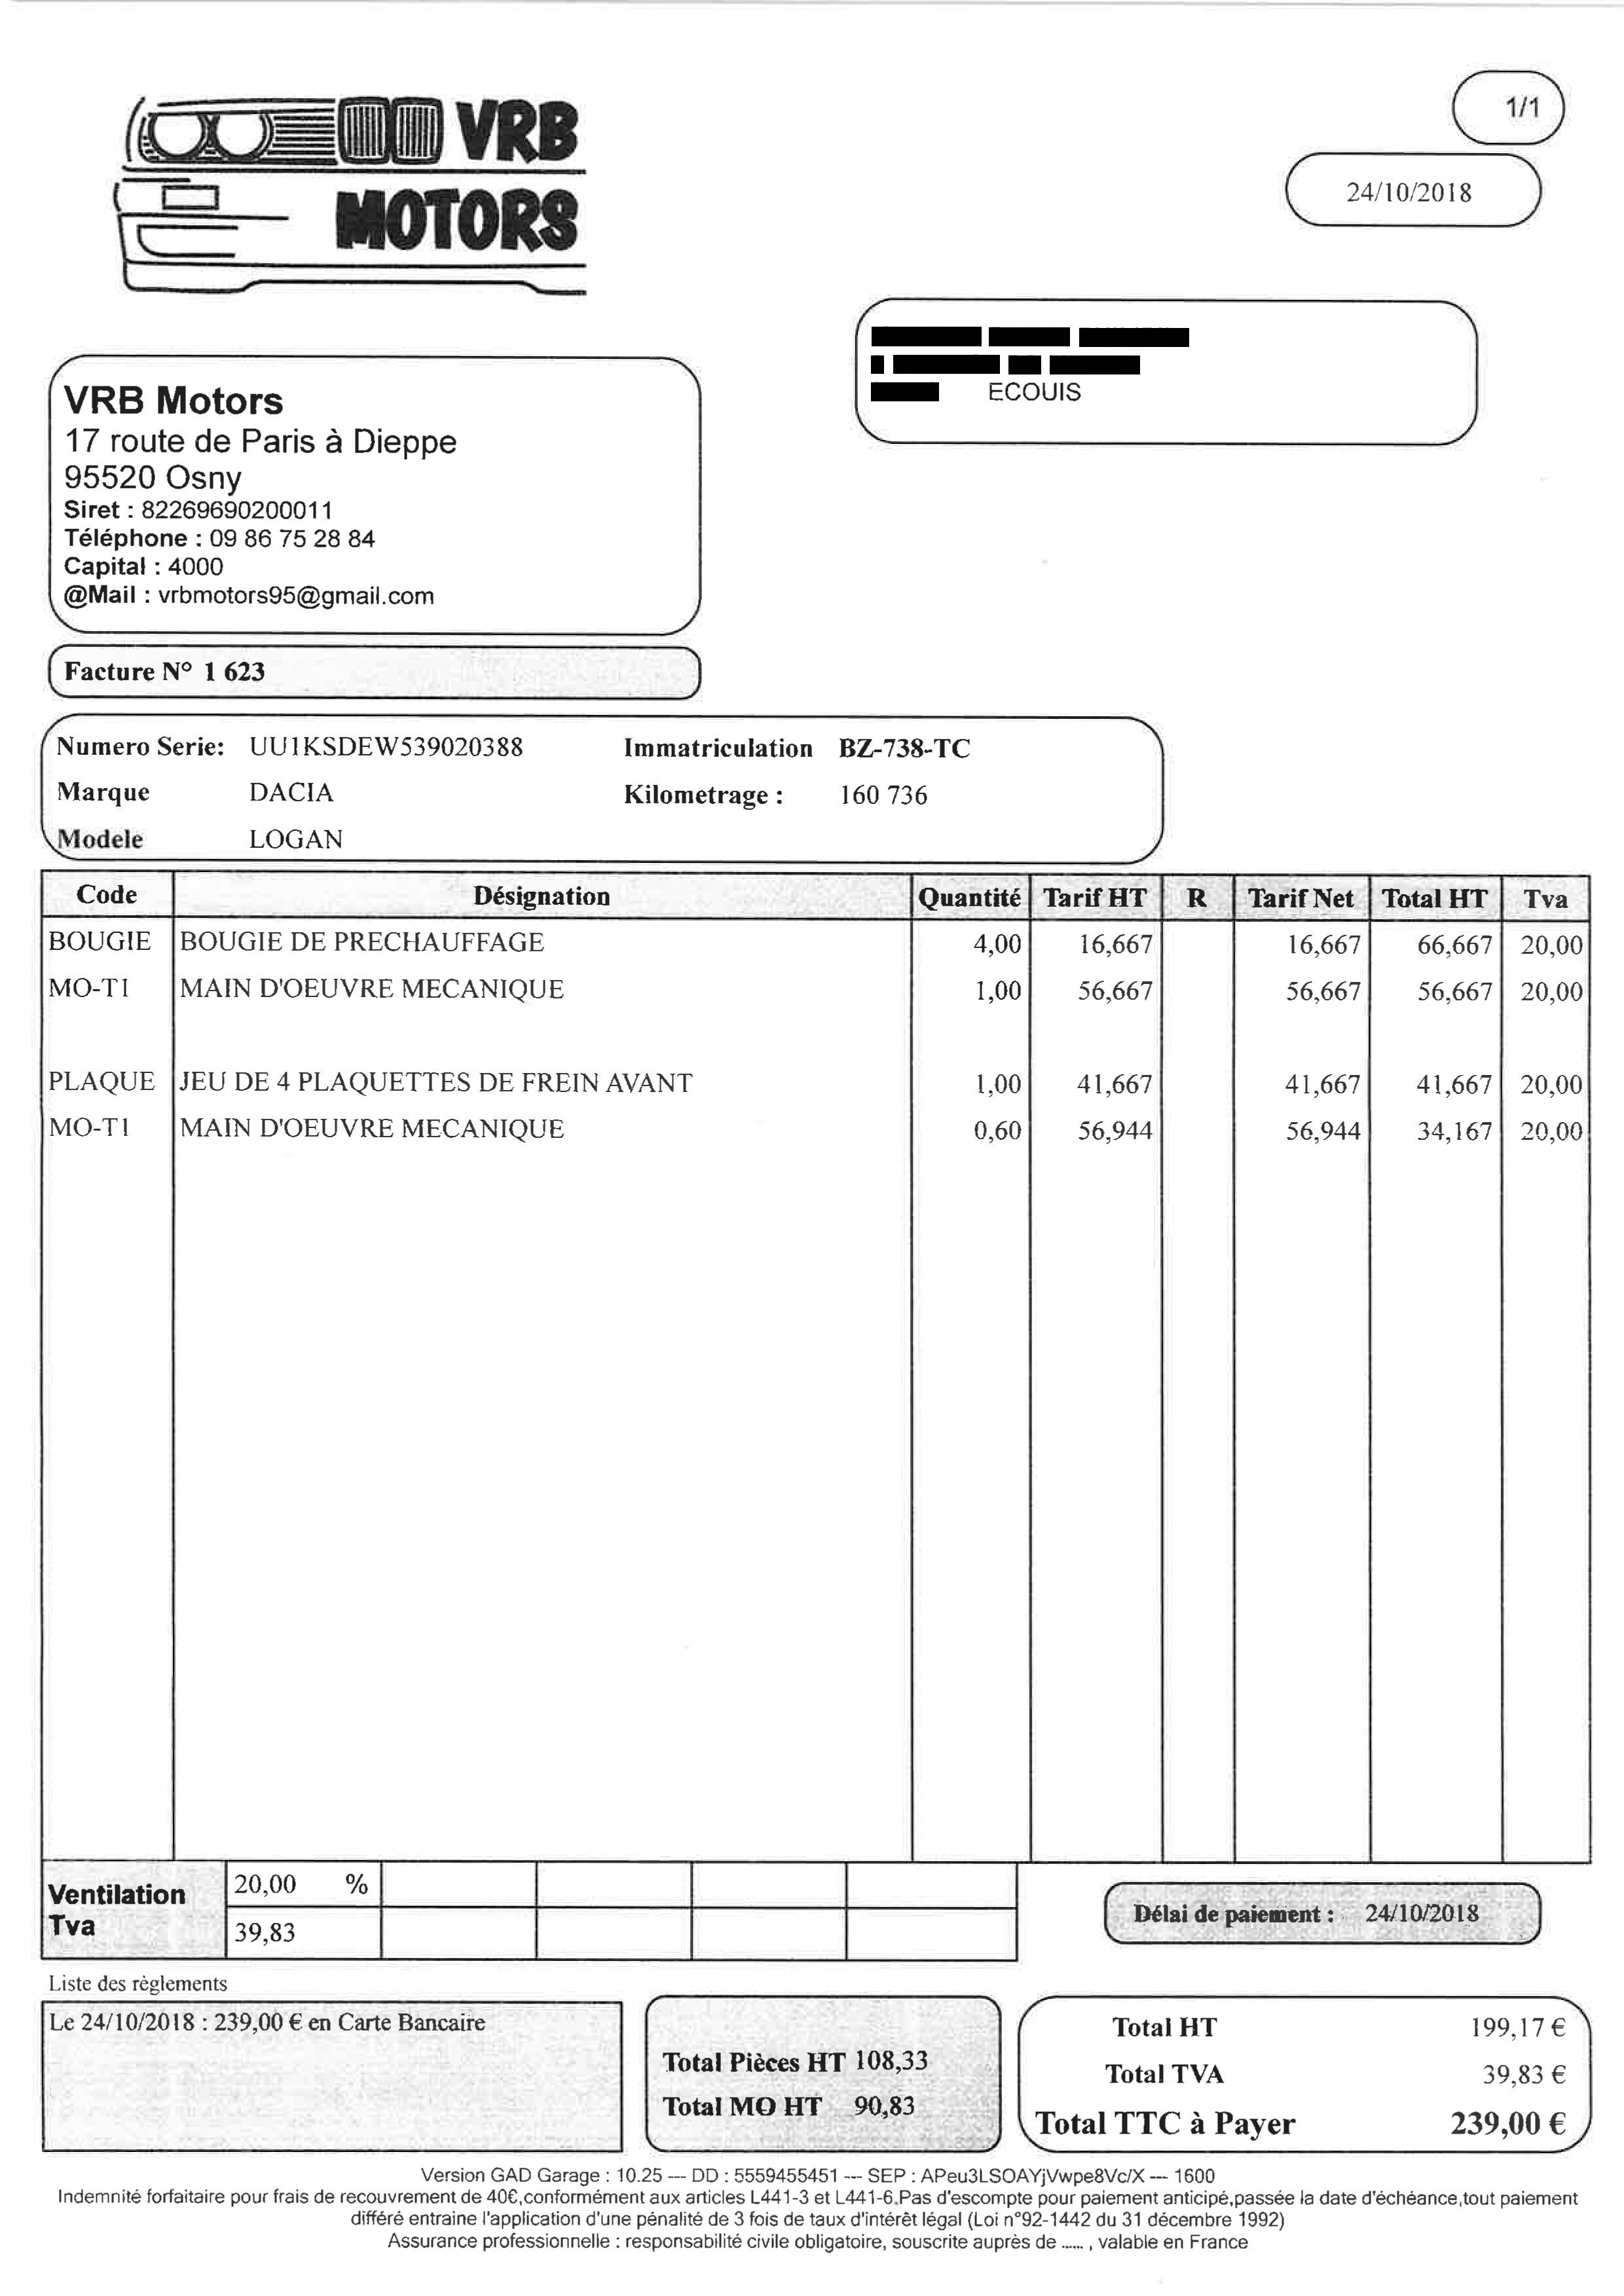 VRB
MOTORS
1/1
24/10/2018
ECOUIS
VRB Motors
17 route de Paris à Dieppe
95520 Osny
Siret : 82269690200011
Téléphone : 09 86 75 28 84
Capital : 4000
@Mail : vrbmotors95@gmail.com
Facture N° 1 623
Numero Serie: UU1KSDEW539020388 Immatriculation BZ-738-TC
Marque DACIA Kilometrage : 160 736
Modele LOGAN
Code Désignation Quantité Tarif HT R Tarif Net Total HT Tva
BOUGIE BOUGIE DE PRECHAUFFAGE 4,00 16,667 16,667 66,667 20,00
MO-T1 MAIN D'OEUVRE MECANIQUE 1,00 56,667 56,667 56,667 20,00
PLAQUE JEU DE 4 PLAQUETTES DE FREIN AVANT 1,00 41,667 41,667 41,667 20,00
MO-T1 MAIN D'OEUVRE MECANIQUE 0,60 56,944 56,944 34,167 20,00
Ventilation Tva 20,00 %
39,83
Délai de paiement : 24/10/2018
Liste des règlements
Le 24/10/2018 : 239,00 € en Carte Bancaire
Total Pièces HT 108,33
Total MO HT 90,83
Total HT 199,17 €
Total TVA 39,83 €
Total TTC à Payer 239,00 €
Version GAD Garage : 10.25 --- DD : 5559455451 --- SEP : APeu3LSOAYjVwpe8Vc/X --- 1600
Indemnité forfaitaire pour frais de recouvrement de 40€,conformément aux articles L441-3 et L441-6.Pas d'escompte pour paiement anticipé,passée la date d'échéance,tout paiement
différé entraine l'application d'une pénalité de 3 fois de taux d'intérêt légal (Loi n°92-1442 du 31 décembre 1992)
Assurance professionnelle : responsabilité civile obligatoire, souscrite auprès de ...... , valable en France